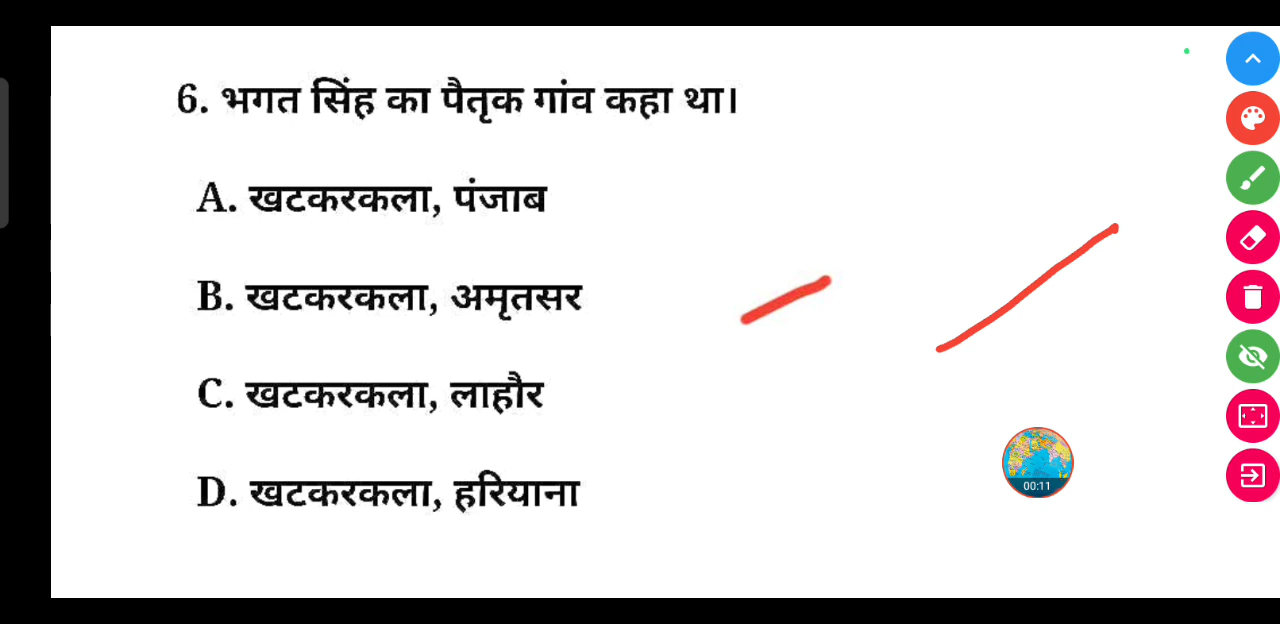 6. भगत सिंह का पैतृक गांव कहा था।
A. खटकरकला, पंजाब
B. खटकरकला, अमृतसर
C. खटकरकला, लाहौर
D. खटकरकला, हरियाना
00:11